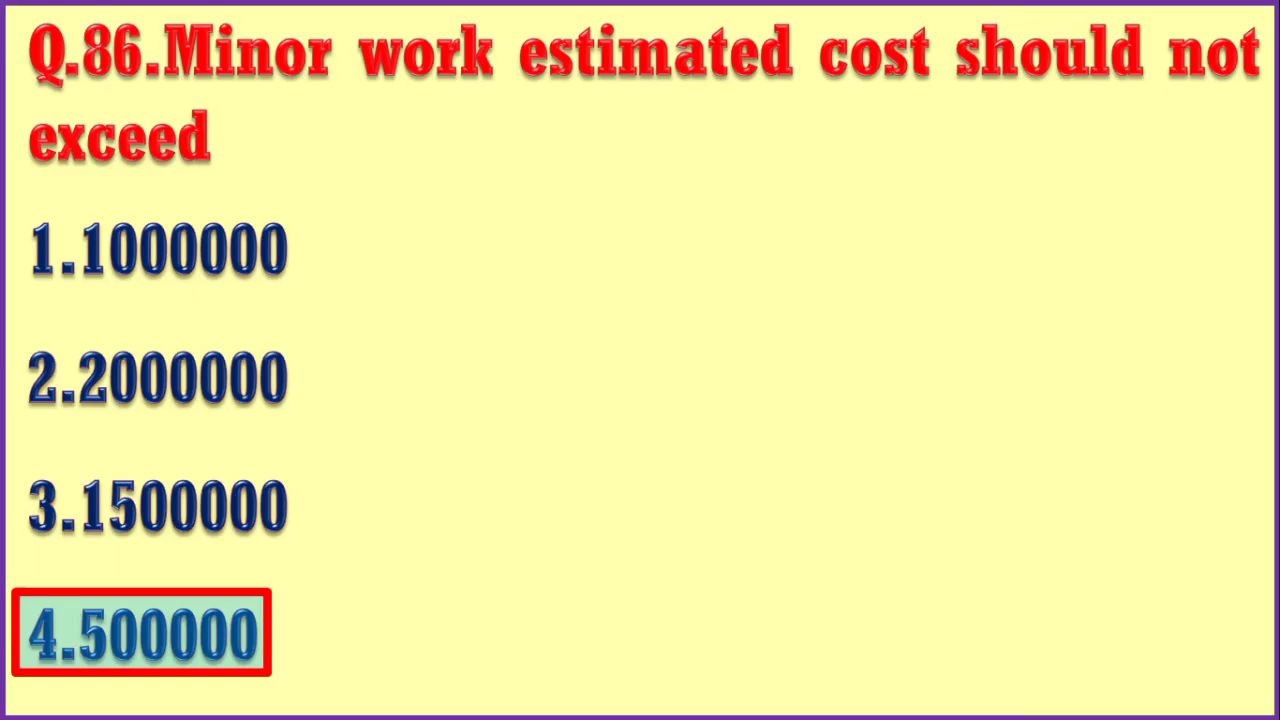 Q.86.Minor work estimated cost should not
exceed
1.1000000
2.2000000
3.1500000
4.500000